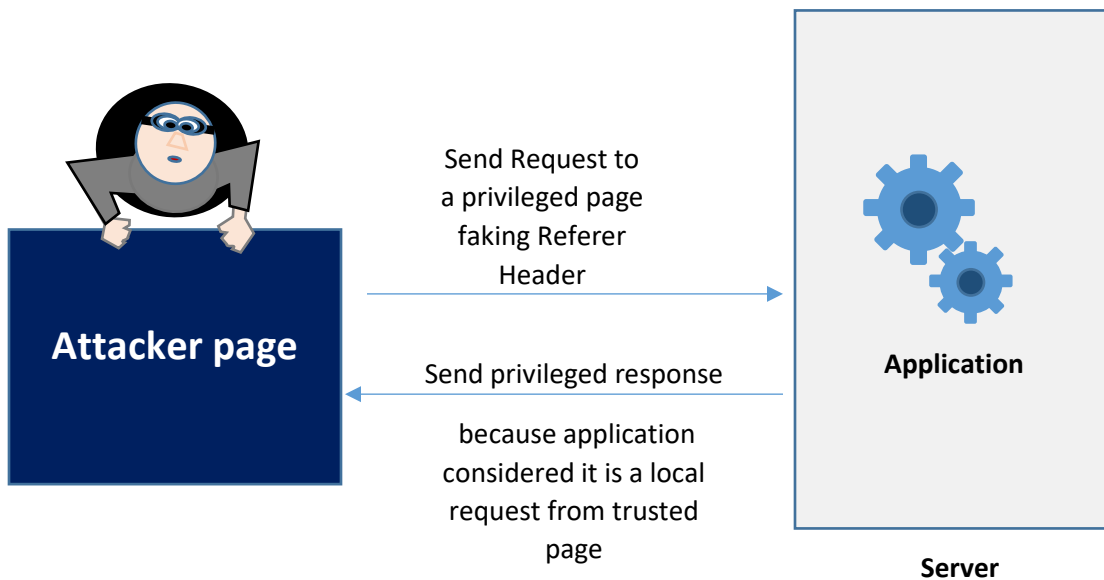 Send Request to
a privileged page
faking Referer
Header
Attacker page
Application
Send privileged response
because application
considered it is a local
request from trusted
page
Server